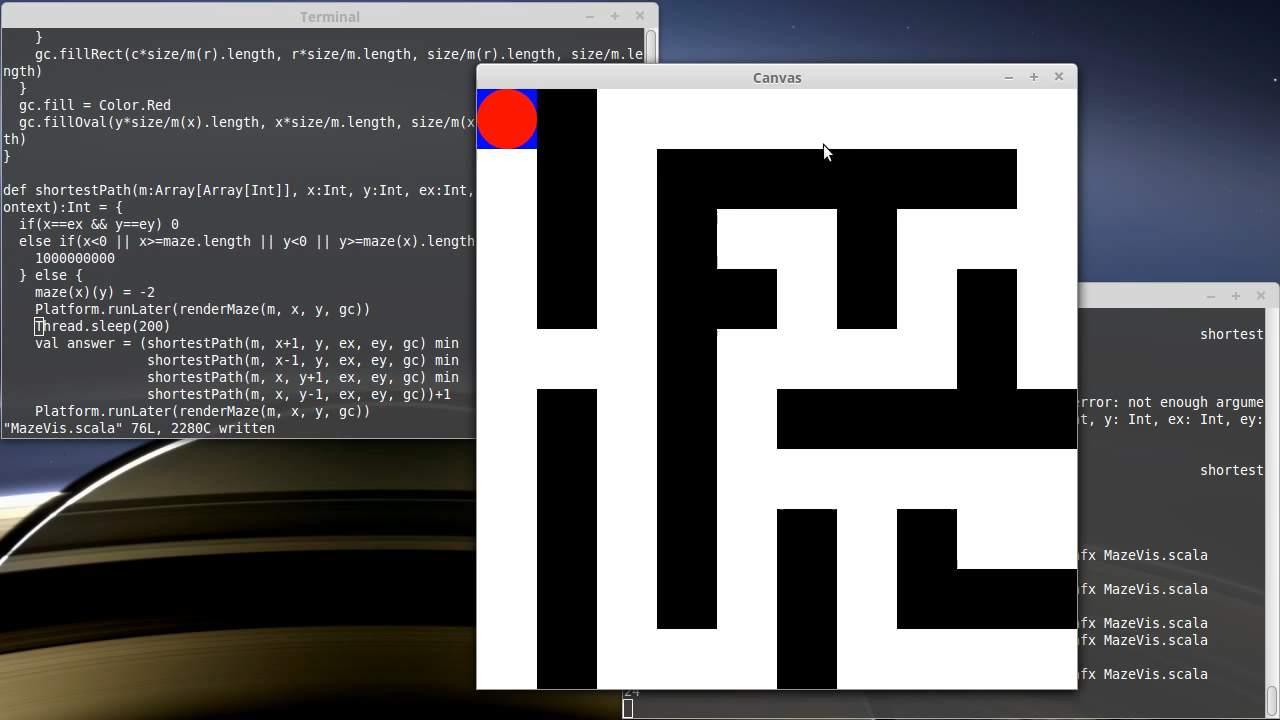 Terminal
    }
    gc.fillRect(c*size/m(r).length, r*size/m.length, size/m(r).length, size/m.le
ngth)
  }
  gc.fill = Color.Red
  gc.fillOval(y*size/m(x).length, x*size/m.length, size/m(x
th)
}
def shortestPath(m:Array[Array[Int]], x:Int, y:Int, ex:Int,
ontext):Int = {
  if(x==ex && y==ey) 0
  else if(x<0 || x>=maze.length || y<0 || y>=maze(x).length
    1000000000
  } else {
    maze(x)(y) = -2
    Platform.runLater(renderMaze(m, x, y, gc))
    Thread.sleep(200)
    val answer = (shortestPath(m, x+1, y, ex, ey, gc) min
                  shortestPath(m, x-1, y, ex, ey, gc) min
                  shortestPath(m, x, y+1, ex, ey, gc) min
                  shortestPath(m, x, y-1, ex, ey, gc))+1
    Platform.runLater(renderMaze(m, x, y, gc))
"MazeVis.scala" 76L, 2280C written
Canvas
shortest
error: not enough argume
nt, y: Int, ex: Int, ey:
shortest
fx MazeVis.scala
fx MazeVis.scala
fx MazeVis.scala
fx MazeVis.scala
fx MazeVis.scala
24